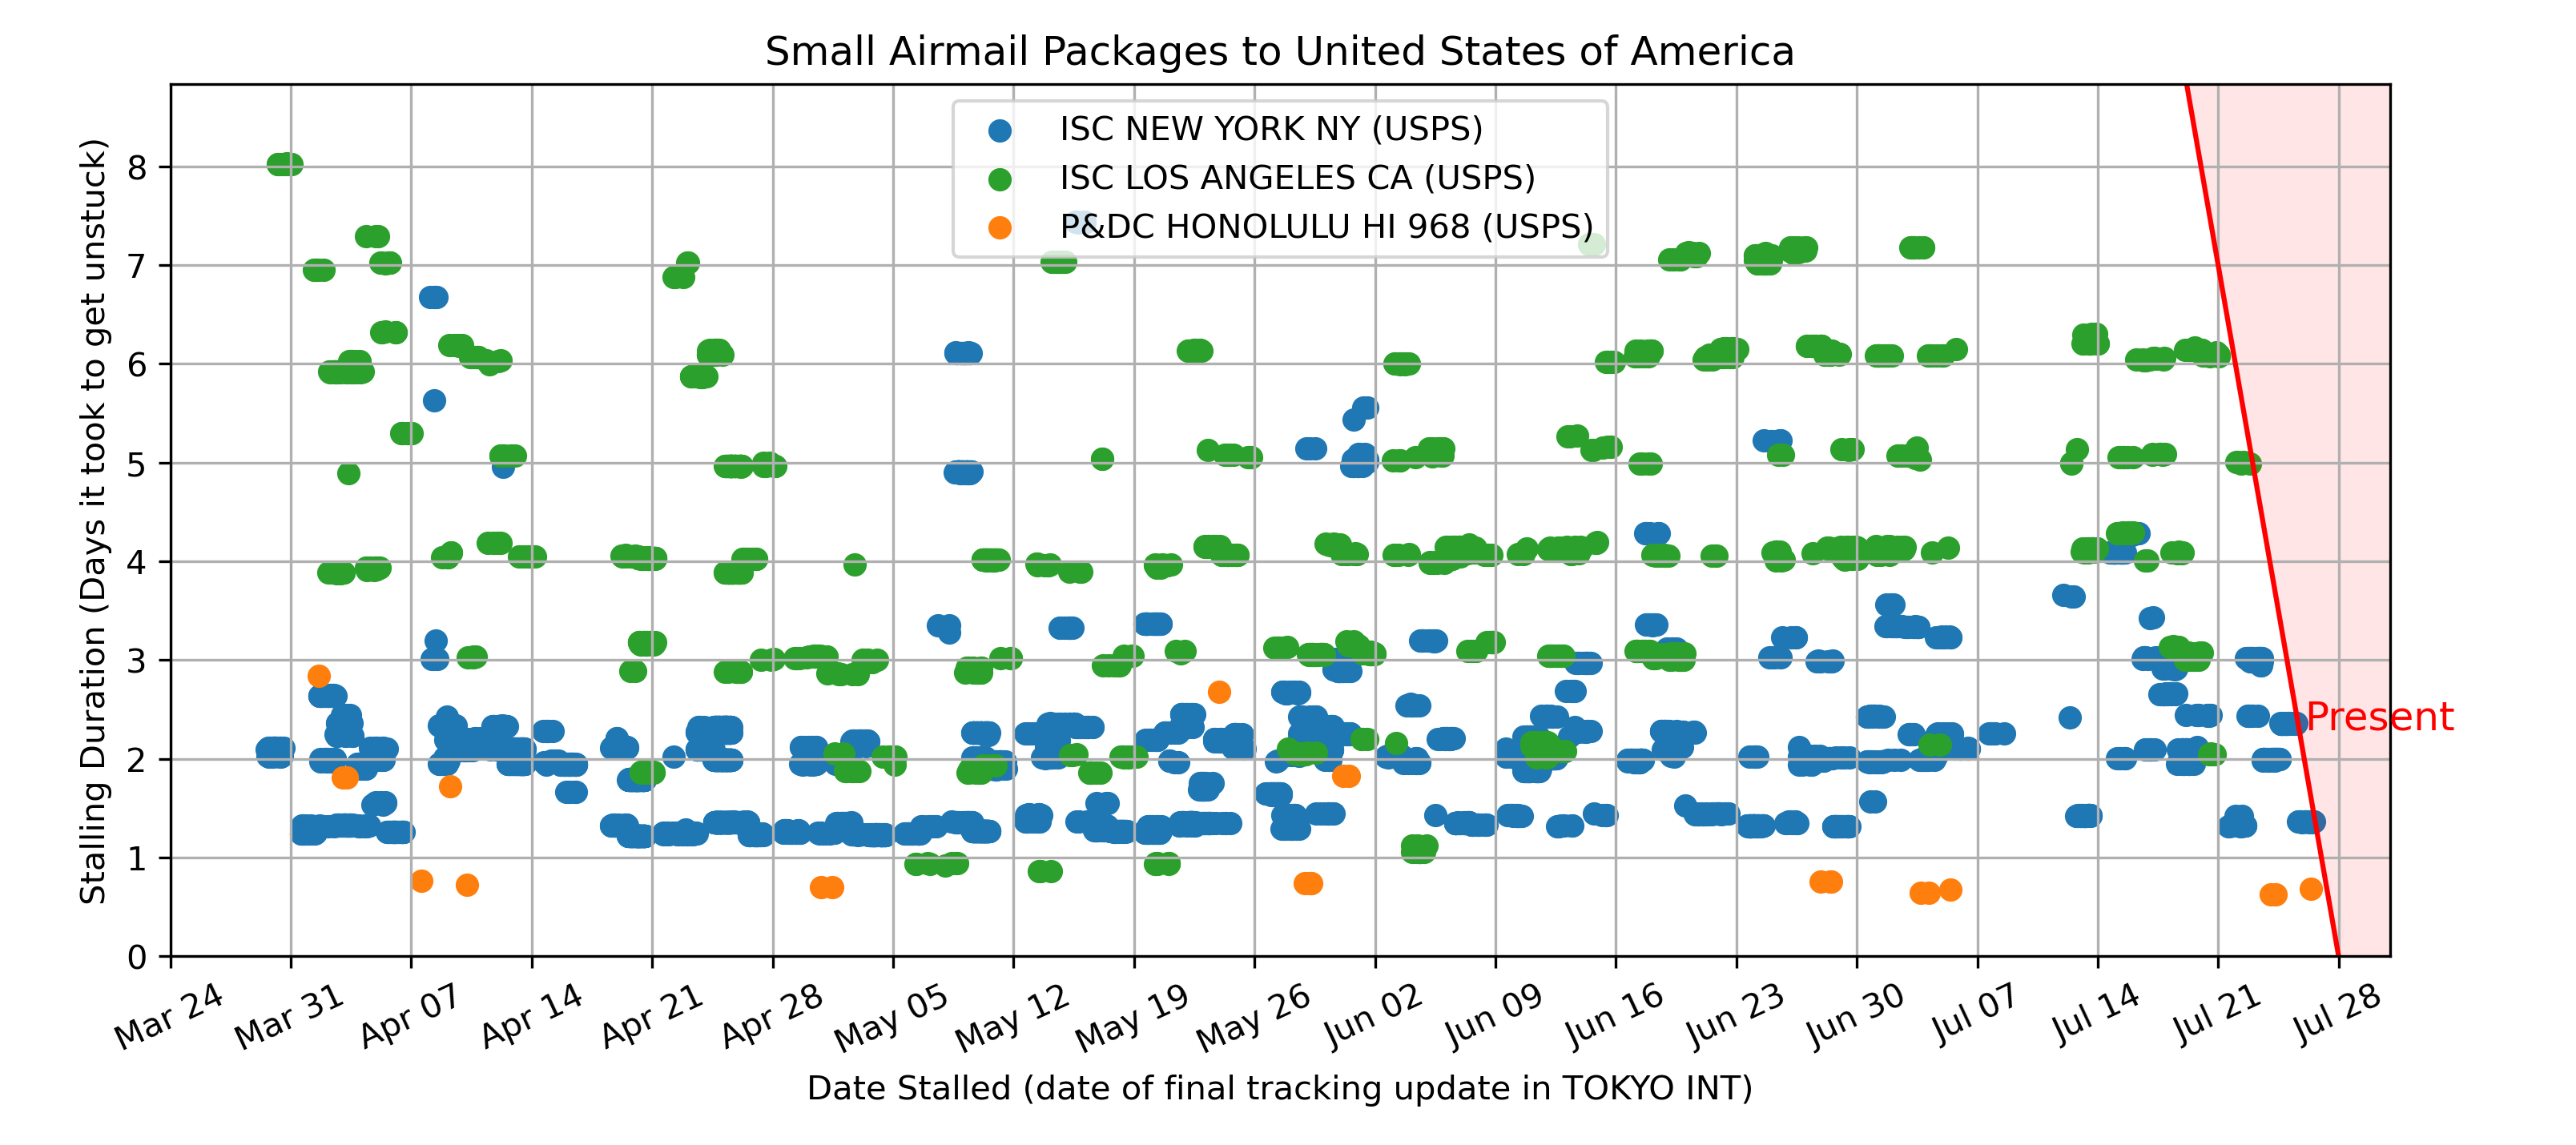 Small Airmail Packages to United States of America
ISC NEW YORK NY (USPS)
ISC LOS ANGELES CA (USPS)
P&DC HONOLULU HI 968 (USPS)
Stalling Duration (Days it took to get unstuck)
8
7
6
5
4
3
2
1
0
Present
Mar 24
Mar 31
Apr 07
Apr 14
Apr 21
Apr 28
May 05
May 12
May 19
May 26
Jun 02
Jun 09
Jun 16
Jun 23
Jun 30
Jul 07
Jul 14
Jul 21
Jul 28
Date Stalled (date of final tracking update in TOKYO INT)